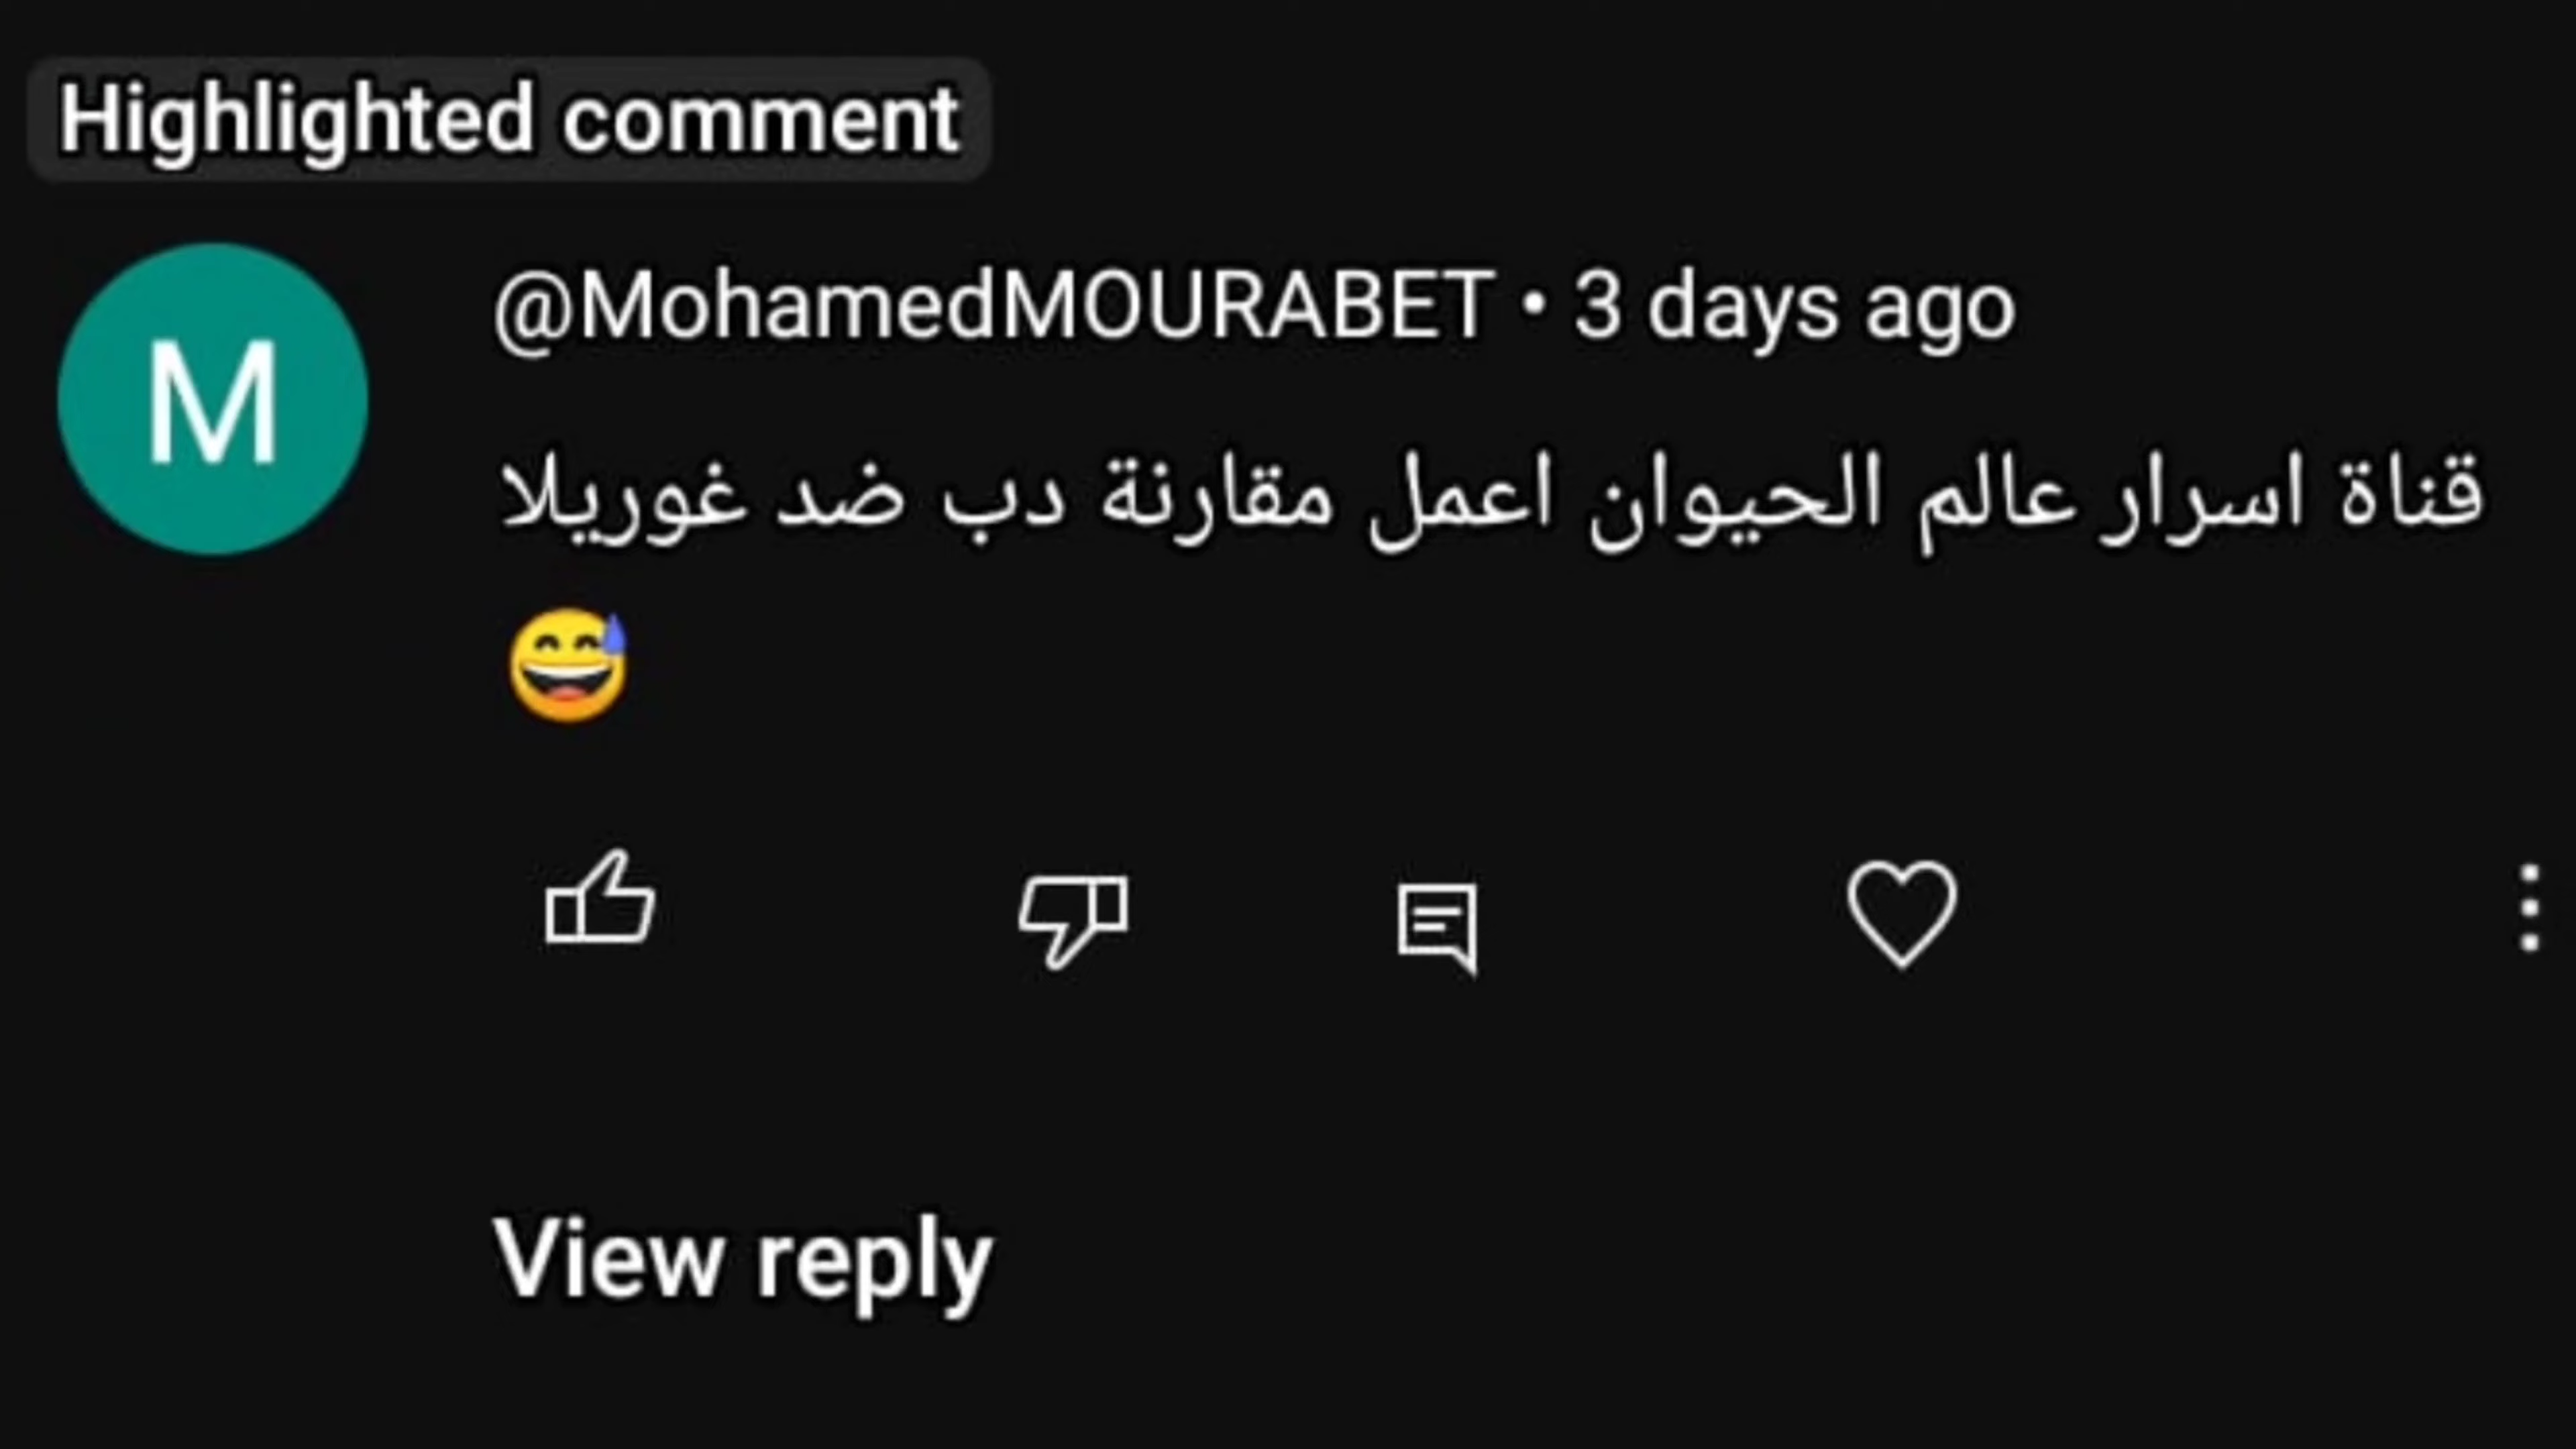 Highlighted comment
M
@MohamedMOURABET • 3 days ago
قناة اسرار عالم الحيوان اعمل مقارنة دب ضد غوريلا
😅
View reply